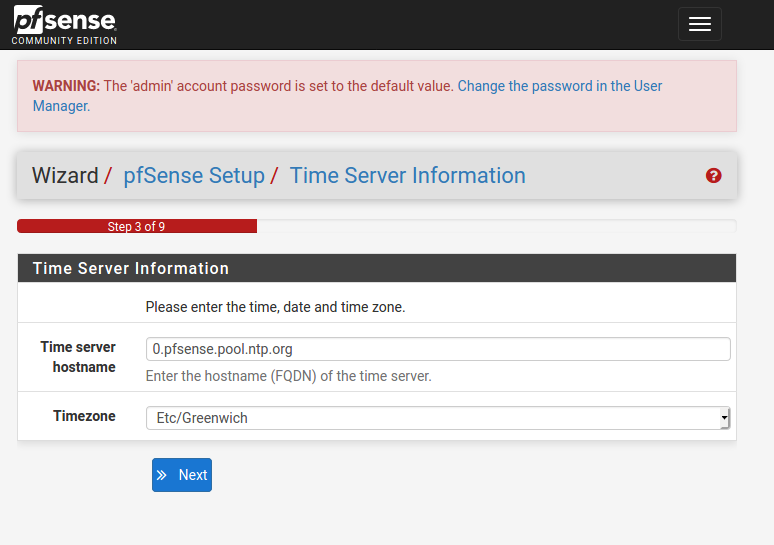 pfsense
COMMUNITY EDITION
WARNING: The 'admin' account password is set to the default value. Change the password in the User
Manager.
Wizard / pfSense Setup / Time Server Information
Step 3 of 9
Time Server Information
Please enter the time, date and time zone.
Time server
hostname
0.pfsense.pool.ntp.org
Enter the hostname (FQDN) of the time server.
Timezone
Etc/Greenwich
Next